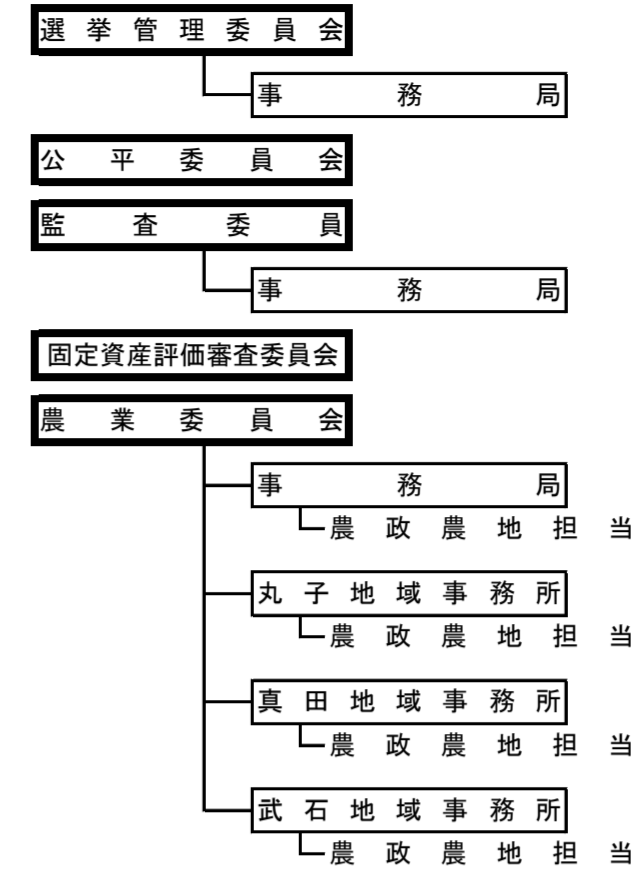 選挙管理委員会
事務局
公平委員会
監査委員
事務局
固定資産評価審査委員会
農業委員会
事務局
農政農地担当
丸子地域事務所
農政農地担当
真田地域事務所
農政農地担当
武石地域事務所
農政農地担当